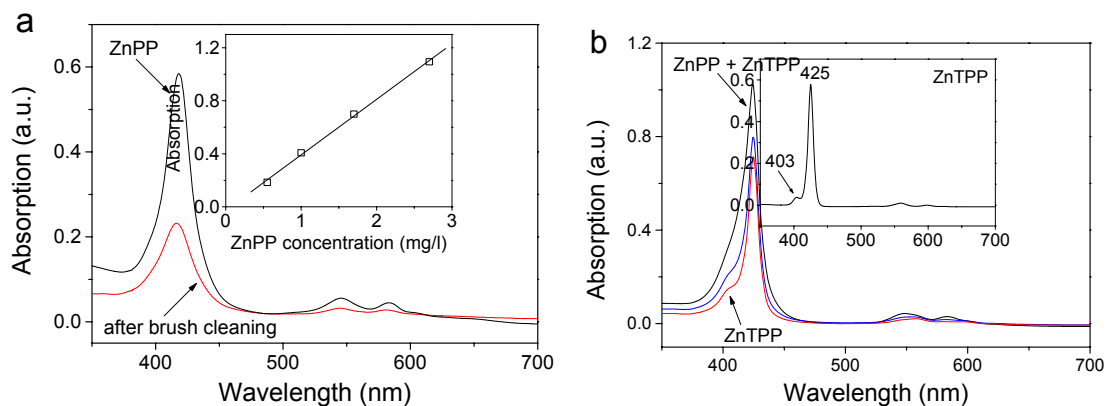 a
ZnPP
after brush cleaning
Absorption (a.u.)
0.6
0.4
0.2
0.0
400 500 600 700
Wavelength (nm)
Absorption
1.2
0.8
0.4
0.0
0 1 2 3
ZnPP concentration (mg/l)
b
ZnPP + ZnTPP
ZnTPP
Absorption (a.u.)
1.2
0.8
0.4
0.0
400 500 600 700
Wavelength (nm)
ZnTPP
425
403
0.6
0.4
0.2
0.0
400 500 600 700